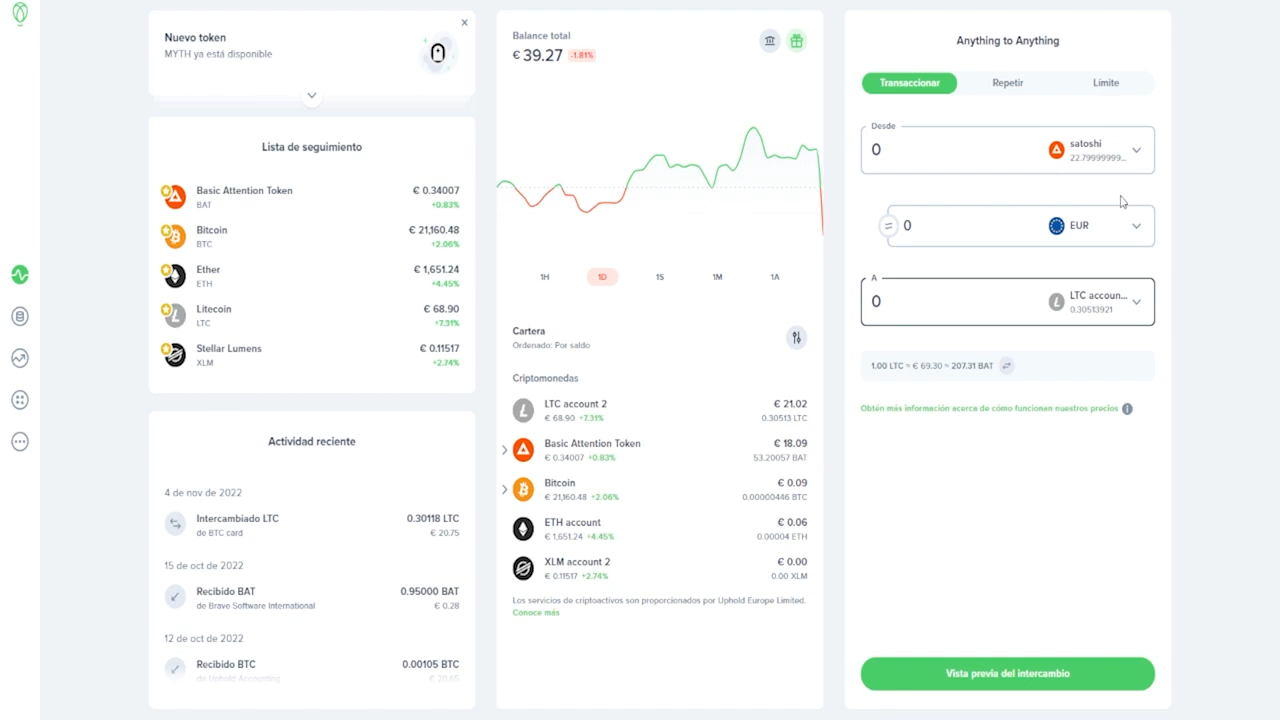 Nuevo token
MYTH ya está disponible
Lista de seguimiento
Basic Attention Token € 0.34007
BAT +0.83%
Bitcoin € 21,160.48
BTC +2.06%
Ether € 1,651.24
ETH +4.45%
Litecoin € 68.90
LTC +7.31%
Stellar Lumens € 0.11517
XLM +2.74%
Actividad reciente
4 de nov de 2022
Intercambiado LTC 0.30118 LTC
de BTC card € 20.75
15 de oct de 2022
Recibido BAT 0.95000 BAT
de Brave Software International € 0.28
12 de oct de 2022
Recibido BTC 0.00105 BTC
de Uphold Accounting € 20.65
Balance total
€ 39.27 -1.81%
1H 1D 1S 1M 1A
Cartera
Ordenado: Por saldo
Criptomonedas
LTC account 2 € 21.02
€ 68.90 +7.31% 0.30513 LTC
Basic Attention Token € 18.09
€ 0.34007 +0.83% 53.20057 BAT
Bitcoin € 0.09
€ 21,160.48 +2.06% 0.00000446 BTC
ETH account € 0.06
€ 1,651.24 +4.45% 0.00004 ETH
XLM account 2 € 0.00
€ 0.11517 +2.74% 0.00 XLM
Los servicios de criptoactivos son proporcionados por Uphold Europe Limited.
Conoce más
Anything to Anything
Transaccionar Repetir Límite
Desde
0 satoshi
22.79999999...
0 EUR
A
0 LTC accoun...
0.30513921
1.00 LTC ≈ € 69.30 ≈ 207.31 BAT
Obtén más información acerca de cómo funcionan nuestros precios
Vista previa del intercambio